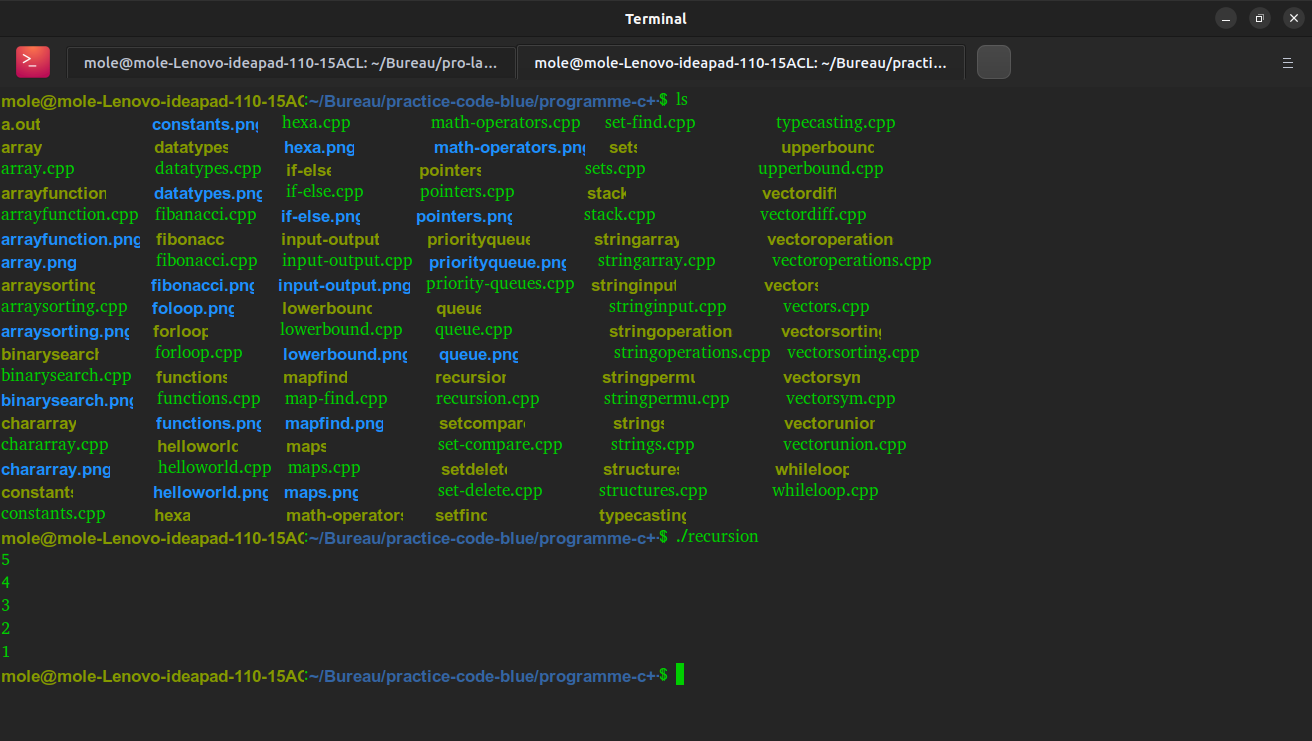 Terminal
>_ mole@mole-Lenovo-ideapad-110-15ACL: ~/Bureau/pro-la... mole@mole-Lenovo-ideapad-110-15ACL: ~/Bureau/practi...
mole@mole-Lenovo-ideapad-110-15AC:~/Bureau/practice-code-blue/programme-c+$ ls
a.out constants.png hexa.cpp math-operators.cpp set-find.cpp typecasting.cpp
array datatypes hexa.png math-operators.png sets upperbound
array.cpp datatypes.cpp if-else pointers sets.cpp upperbound.cpp
arrayfunction datatypes.png if-else.cpp pointers.cpp stack vectordiff
arrayfunction.cpp fibanacci.cpp if-else.png pointers.png stack.cpp vectordiff.cpp
arrayfunction.png fibonacc input-output priorityqueue stringarray vectoroperation
array.png fibonacci.cpp input-output.cpp priorityqueue.png stringarray.cpp vectoroperations.cpp
arraysorting fibonacci.png input-output.png priority-queues.cpp stringinput vectors
arraysorting.cpp foloop.png lowerbound queue stringinput.cpp vectors.cpp
arraysorting.png forloop lowerbound.cpp queue.cpp stringoperation vectorsorting
binarysearch forloop.cpp lowerbound.png queue.png stringoperations.cpp vectorsorting.cpp
binarysearch.cpp functions mapfind recursion stringpermu vectorsym
binarysearch.png functions.cpp map-find.cpp recursion.cpp stringpermu.cpp vectorsym.cpp
chararray functions.png mapfind.png setcompare strings vectorunion
chararray.cpp helloworld maps set-compare.cpp strings.cpp vectorunion.cpp
chararray.png helloworld.cpp maps.cpp setdelete structures whileloop
constants helloworld.png maps.png set-delete.cpp structures.cpp whileloop.cpp
constants.cpp hexa math-operators setfind typecasting
mole@mole-Lenovo-ideapad-110-15AC:~/Bureau/practice-code-blue/programme-c+$ ./recursion
5
4
3
2
1
mole@mole-Lenovo-ideapad-110-15AC:~/Bureau/practice-code-blue/programme-c+$